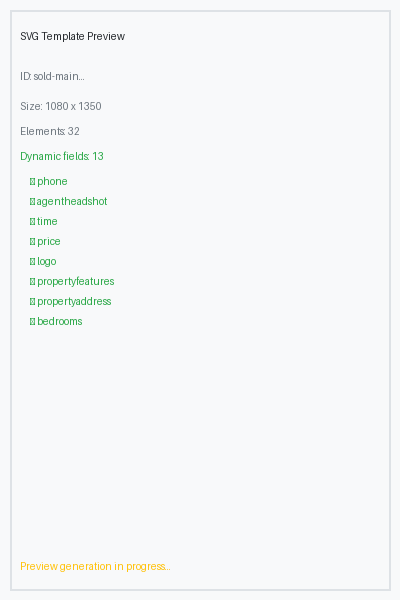 SVG Template Preview
ID: sold-main...
Size: 1080 x 1350
Elements: 32
Dynamic fields: 13
phone
agentheadshot
time
price
logo
propertyfeatures
propertyaddress
bedrooms
Preview generation in progress...